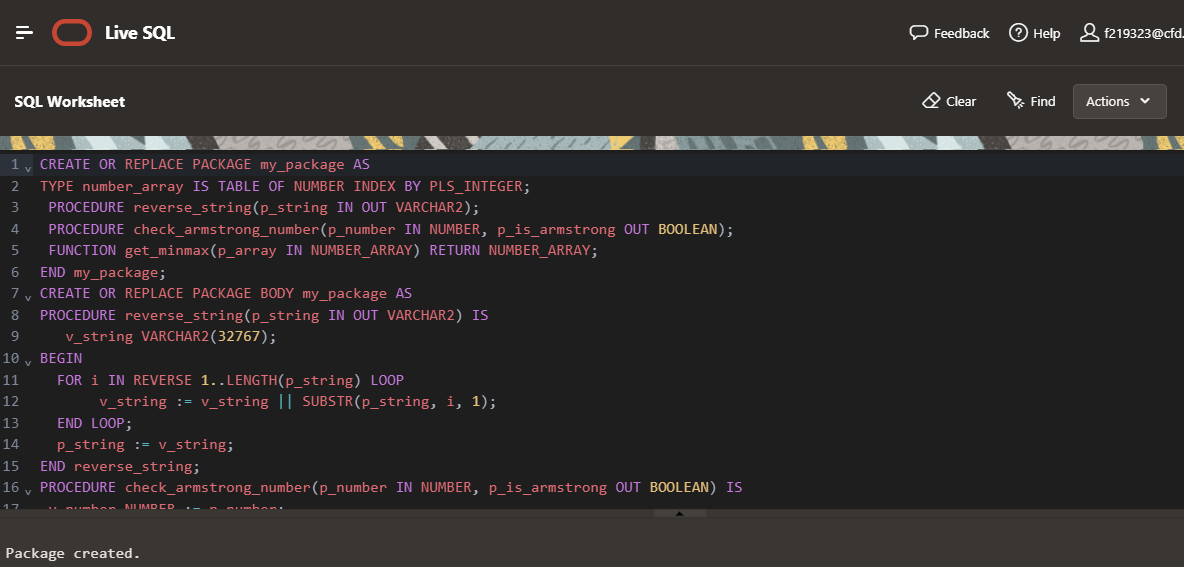 Live SQL
Feedback
Help
f219323@cfd.
SQL Worksheet
Clear
Find
Actions
1 CREATE OR REPLACE PACKAGE my_package AS
2 TYPE number_array IS TABLE OF NUMBER INDEX BY PLS_INTEGER;
3 PROCEDURE reverse_string(p_string IN OUT VARCHAR2);
4 PROCEDURE check_armstrong_number(p_number IN NUMBER, p_is_armstrong OUT BOOLEAN);
5 FUNCTION get_minmax(p_array IN NUMBER_ARRAY) RETURN NUMBER_ARRAY;
6 END my_package;
7 CREATE OR REPLACE PACKAGE BODY my_package AS
8 PROCEDURE reverse_string(p_string IN OUT VARCHAR2) IS
9 v_string VARCHAR2(32767);
10 BEGIN
11 FOR i IN REVERSE 1..LENGTH(p_string) LOOP
12 v_string := v_string || SUBSTR(p_string, i, 1);
13 END LOOP;
14 p_string := v_string;
15 END reverse_string;
16 PROCEDURE check_armstrong_number(p_number IN NUMBER, p_is_armstrong OUT BOOLEAN) IS
17 v_number NUMBER := p_number;
Package created.